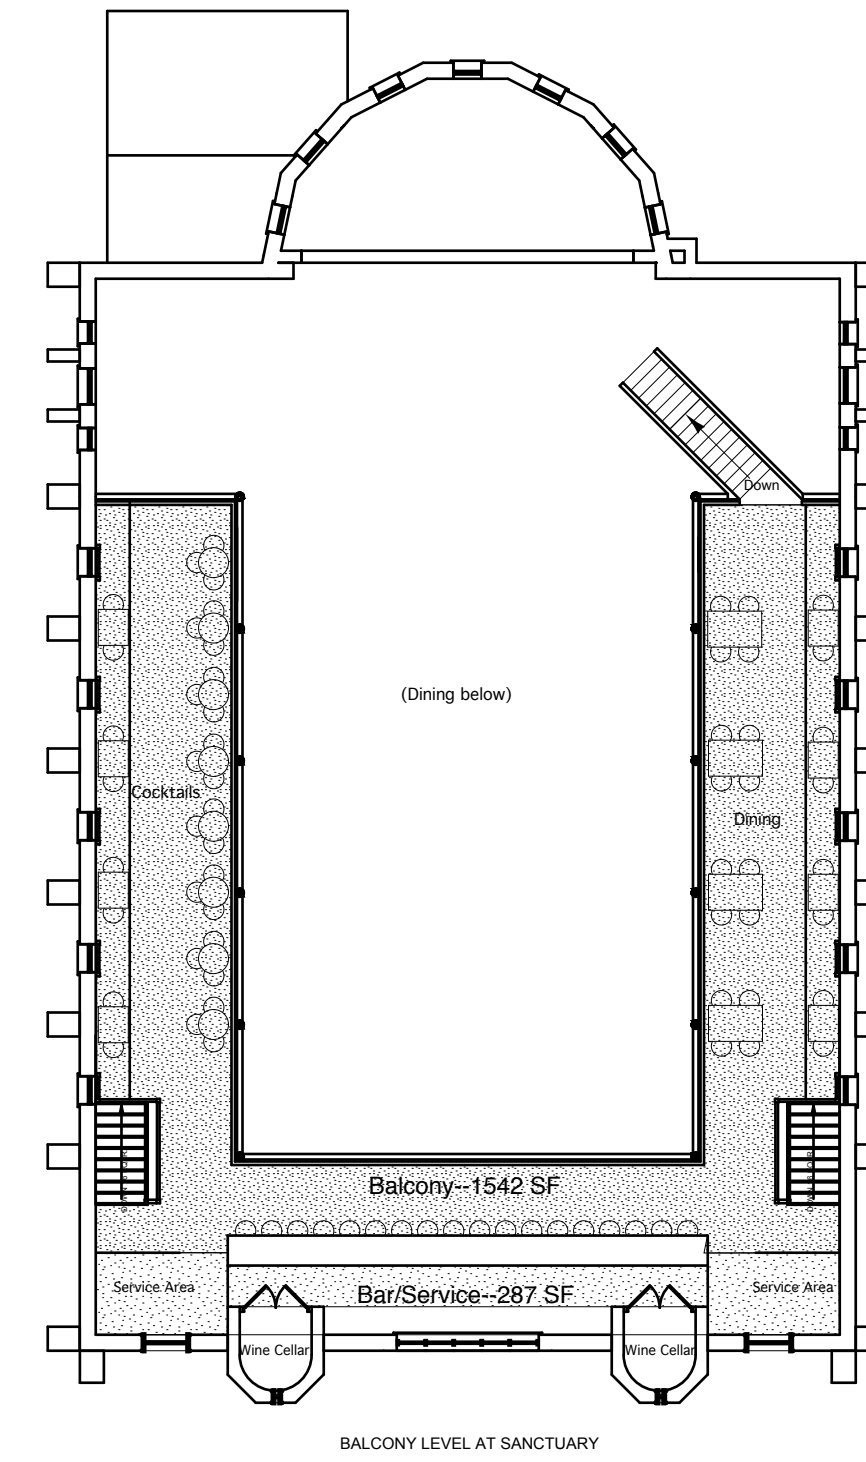 Down
(Dining below)
Cocktails
Dining
Balcony--1542 SF
Service Area
Bar/Service--287 SF
Service Area
Wine Cellar
Wine Cellar
BALCONY LEVEL AT SANCTUARY